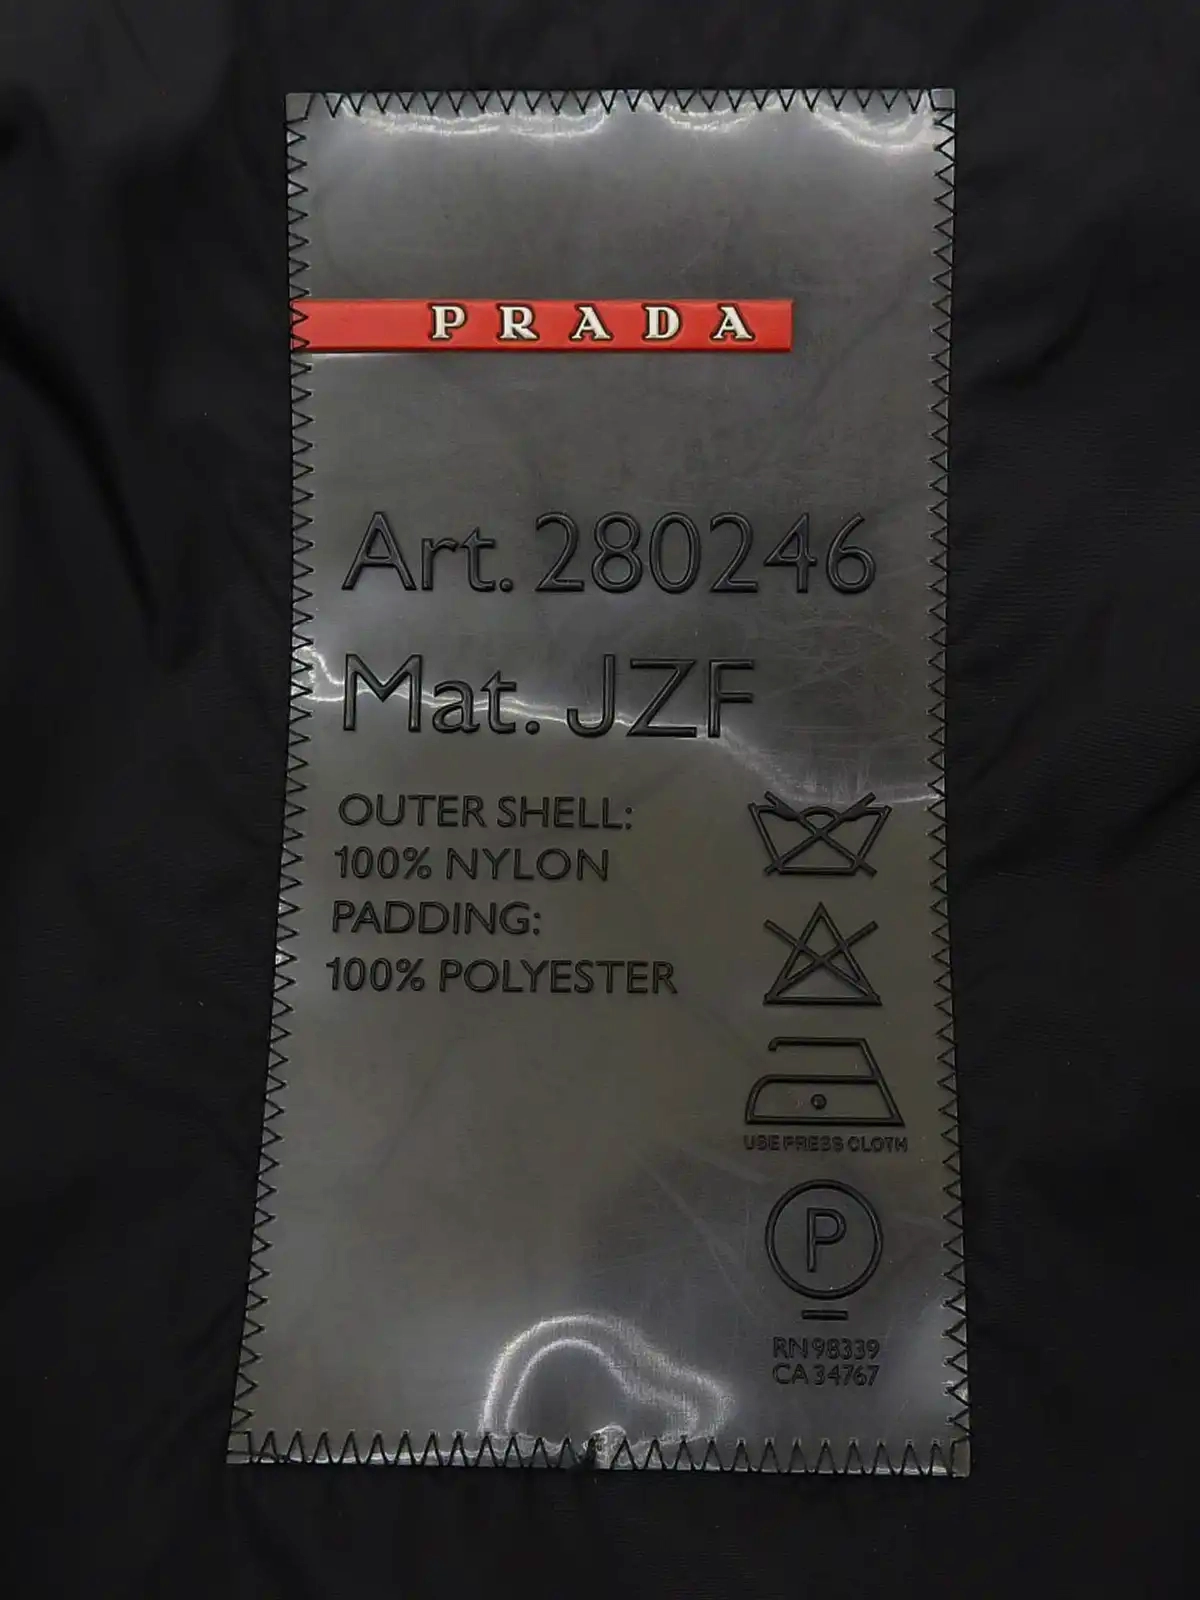 PRADA
Art. 280246
Mat. JZF
OUTER SHELL:
100% NYLON
PADDING:
100% POLYESTER
USE PRESS CLOTH
P
RN 98339
CA 34767